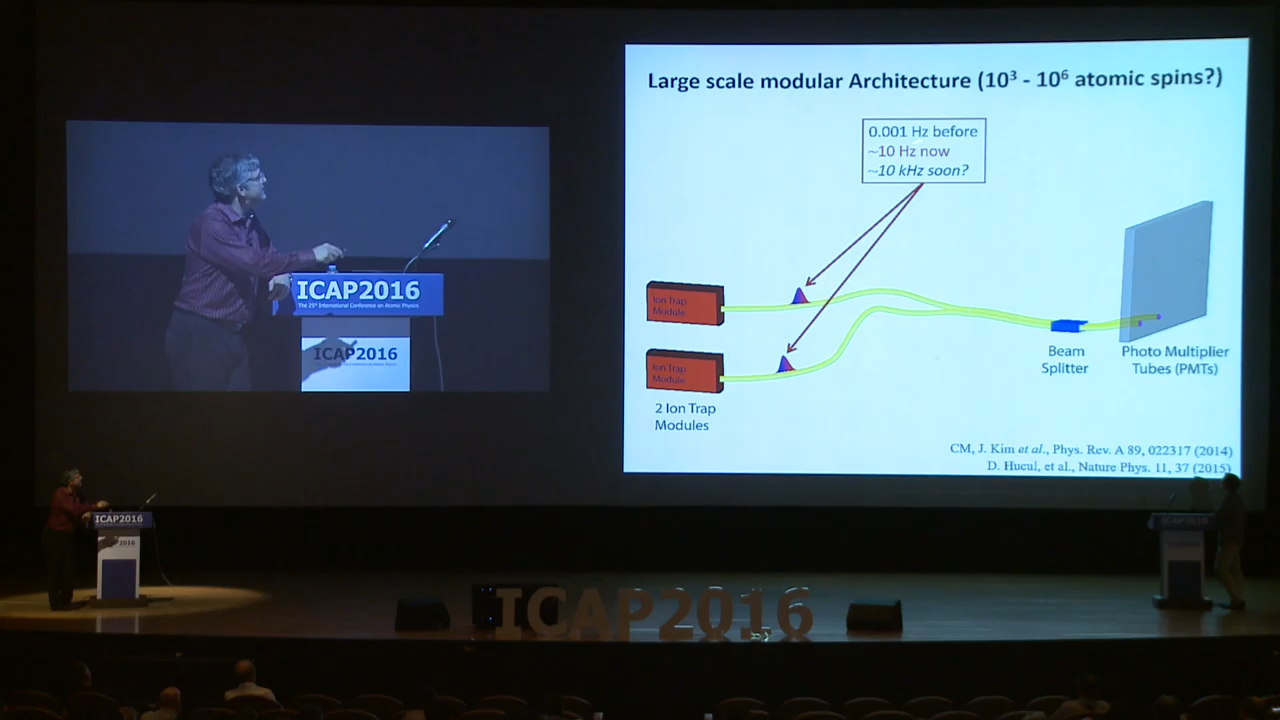 Large scale modular Architecture (10³ - 10⁶ atomic spins?)
0.001 Hz before
~10 Hz now
~10 kHz soon?
Ion Trap
Module
Ion Trap
Module
2 Ion Trap
Modules
Beam
Splitter
Photo Multiplier
Tubes (PMTs)
CM, J. Kim et al., Phys. Rev. A 89, 022317 (2014)
D. Hucul, et al., Nature Phys. 11, 37 (2015)
ICAP2016
The 25th International Conference on Atomic Physics
ICAP2016
ICAP2016
ICAP2016
ICAP2016
ICAP2016